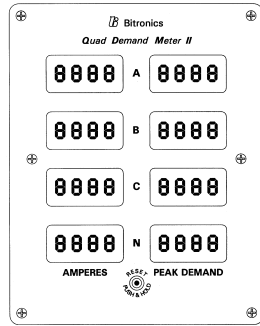 Bitronics
Quad Demand Meter II
8888 A 8888
8888 B 8888
8888 C 8888
8888 N 8888
AMPERES PEAK DEMAND
RESET
PUSH & HOLD